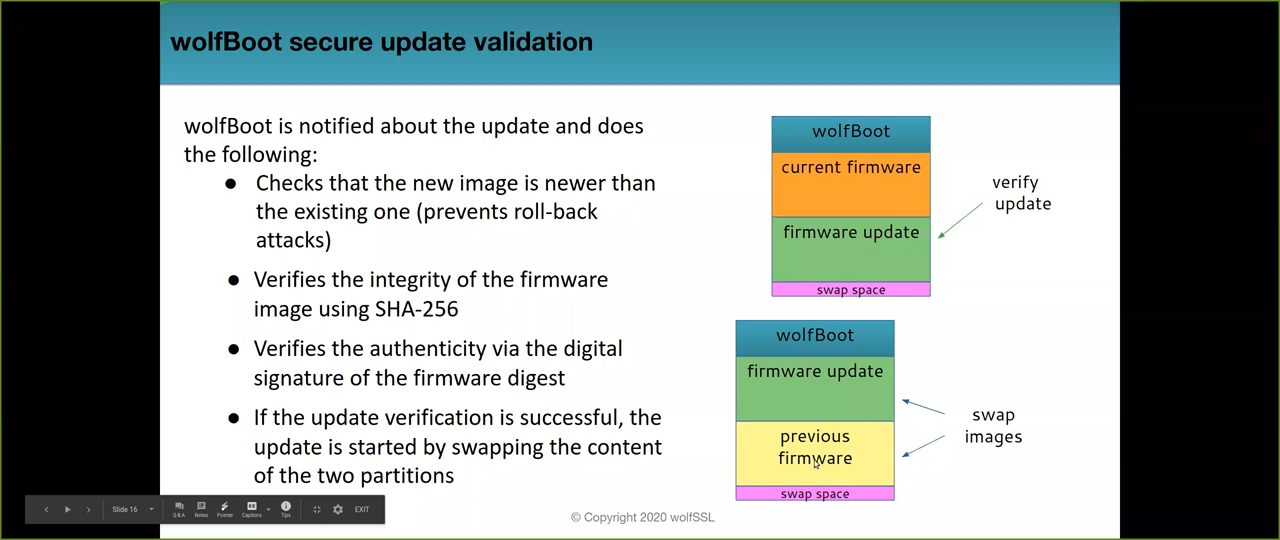 wolfBoot secure update validation
wolfBoot is notified about the update and does
the following:
● Checks that the new image is newer than
the existing one (prevents roll-back
attacks)
● Verifies the integrity of the firmware
image using SHA-256
● Verifies the authenticity via the digital
signature of the firmware digest
● If the update verification is successful, the
update is started by swapping the content
of the two partitions
wolfBoot
current firmware
firmware update
swap space
verify
update
wolfBoot
firmware update
previous
firmware
swap space
swap
images
Slide 16
Q & A
Notes
Pointer
Captions
Tips
EXIT
© Copyright 2020 wolfSSL